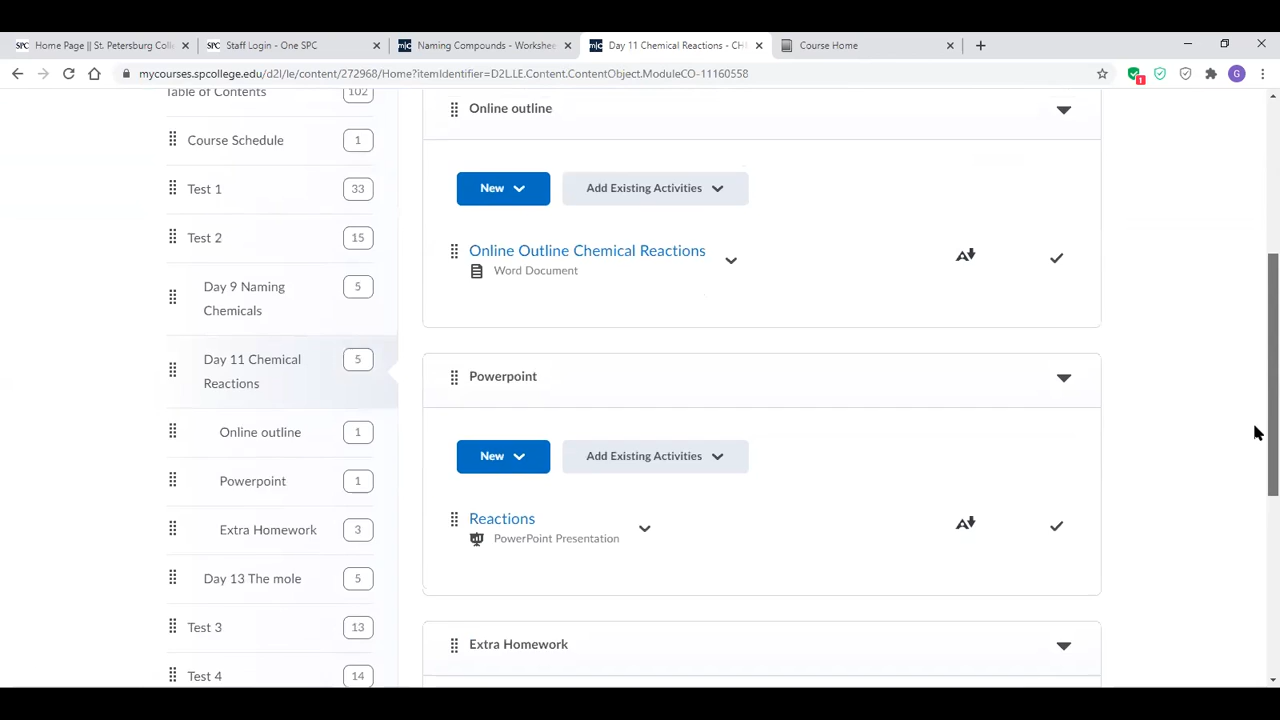 Home Page || St. Petersburg Coll
Staff Login - One SPC
Naming Compounds - Workshee
Day 11 Chemical Reactions - CH
Course Home
mycourses.spcollege.edu/d2l/le/content/272968/Home?itemIdentifier=D2L.LE.Content.ContentObject.ModuleCO-11160558
1
G
Table of Contents
102
Course Schedule
1
Test 1
33
Test 2
15
Day 9 Naming
Chemicals
5
Day 11 Chemical
Reactions
5
Online outline
1
Powerpoint
1
Extra Homework
3
Day 13 The mole
5
Test 3
13
Test 4
14
Online outline
New
Add Existing Activities
Online Outline Chemical Reactions
Word Document
Powerpoint
New
Add Existing Activities
Reactions
PowerPoint Presentation
Extra Homework